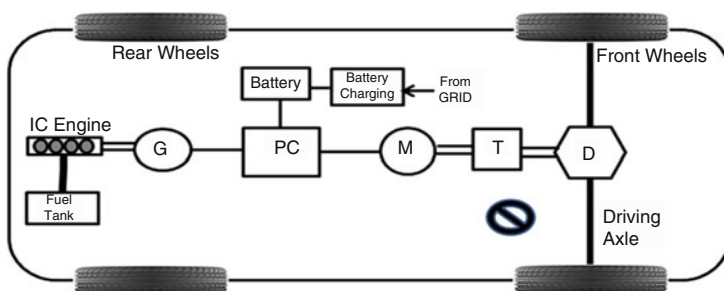 Rear Wheels
Front Wheels
Battery
Battery
Charging
From
GRID
IC Engine
G
PC
M
T
D
Fuel
Tank
Driving
Axle